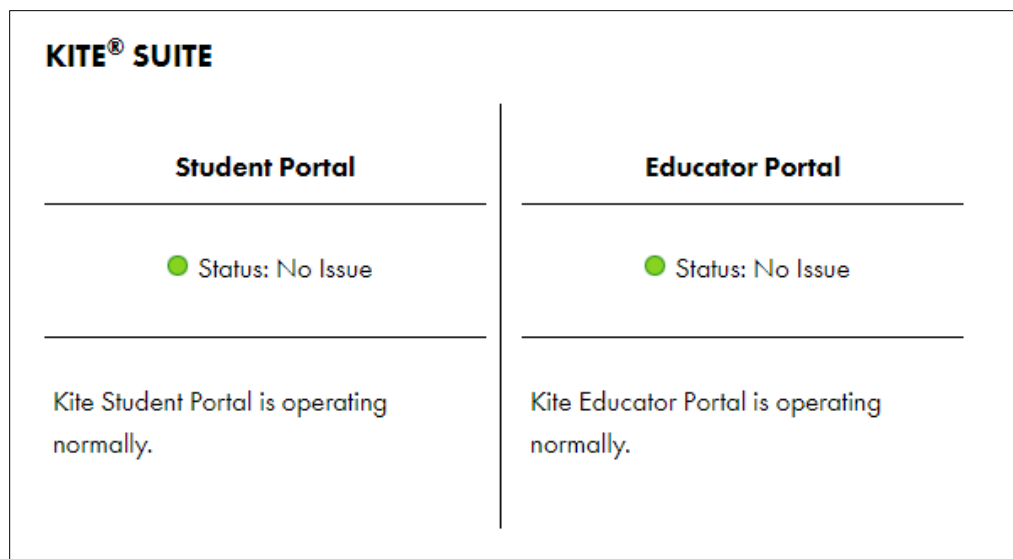 KITE® SUITE
Student Portal
Status: No Issue
Kite Student Portal is operating
normally.
Educator Portal
Status: No Issue
Kite Educator Portal is operating
normally.